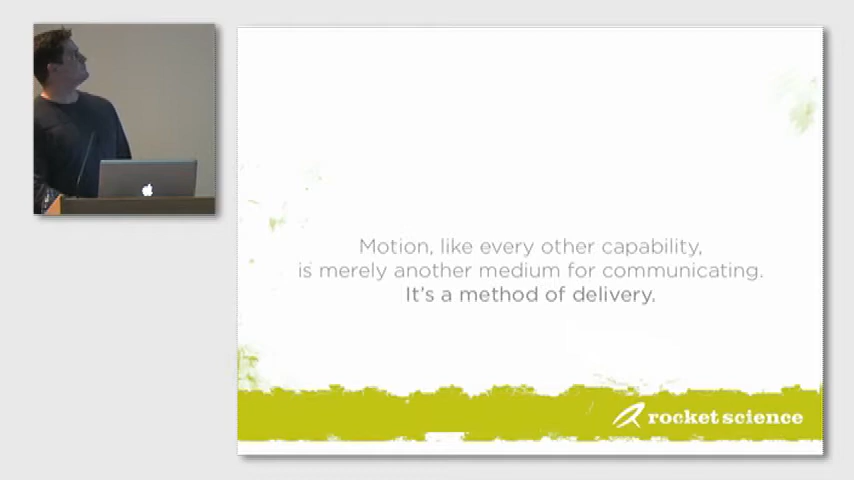 Motion, like every other capability,
is merely another medium for communicating.
It's a method of delivery.
rocket science